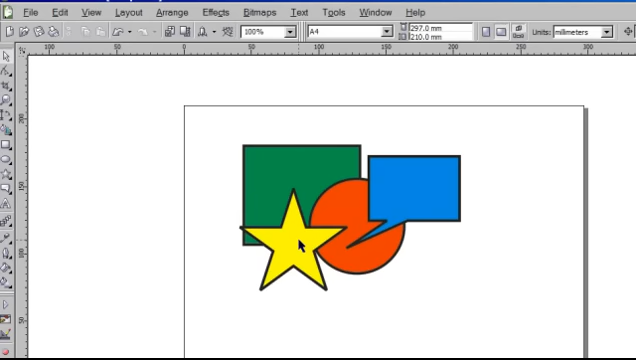 File Edit View Layout Arrange Effects Bitmaps Text Tools Window Help
100% A4 297.0 mm 210.0 mm Units: millimeters
100 50 0 50 100 150 200 250 300
200
150
100
50